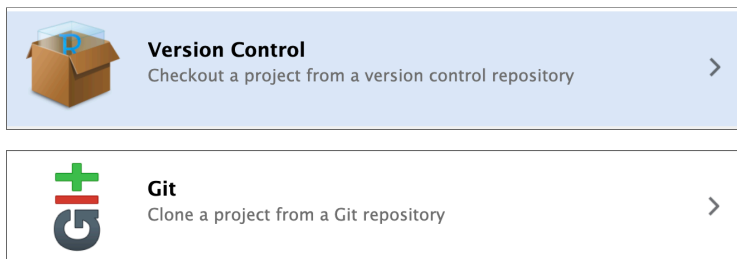 Version Control
Checkout a project from a version control repository
Git
Clone a project from a Git repository